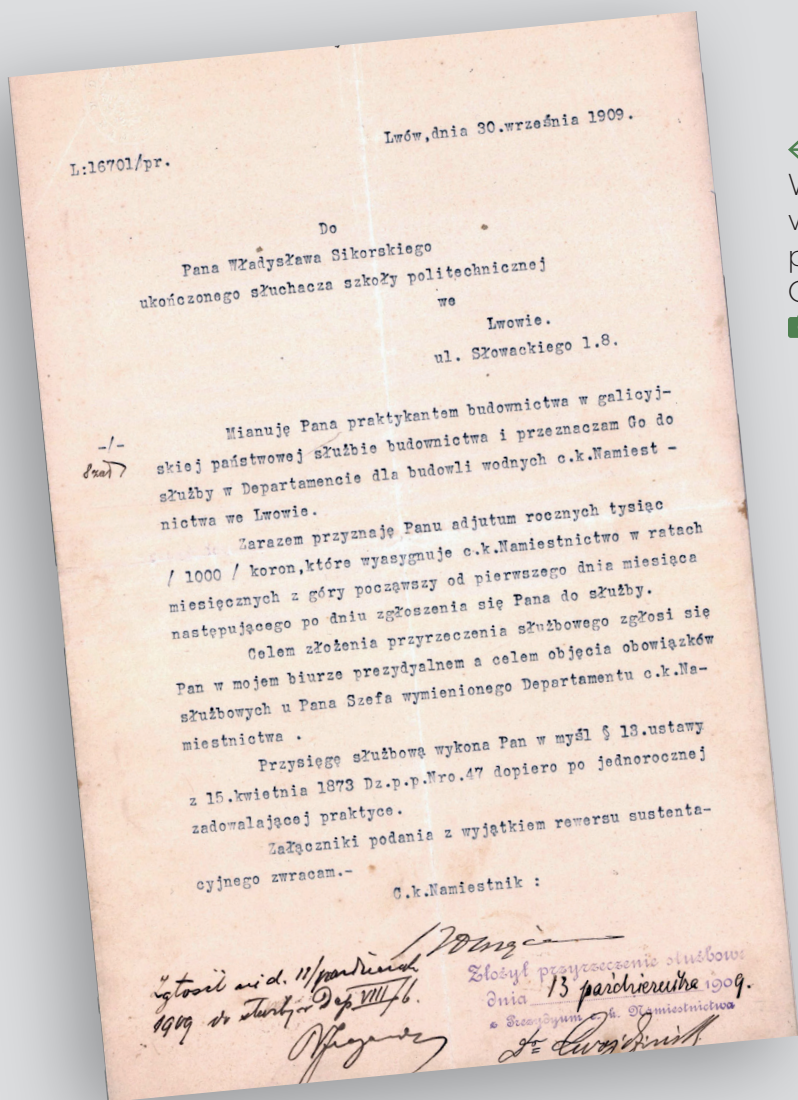 Lwów,dnia 30.września 1909.
L:16701/pr.
Do
Pana Władysława Sikorskiego
ukończonego słuchacza szkoły politechnicznej
we
Lwowie.
ul. Słowackiego l.8.
-/-
Mianuję Pana praktykantem budownictwa w galicyj-
skiej państwowej służbie budownictwa i przeznaczam Go do
służby w Departamencie dla budowli wodnych c.k.Namiest -
nictwa we Lwowie.
Zarazem przyznaję Panu adjutum rocznych tysiąc
/ 1000 / koron,które wyasygnuje c.k.Namiestnictwo w ratach
miesięcznych z góry począwszy od pierwszego dnia miesiąca
następującego po dniu zgłoszenia się Pana do służby.
Celem złożenia przyrzeczenia służbowego zgłosi się
Pan w mojem biurze prezydyalnem a celem objęcia obowiązków
służbowych u Pana Szefa wymienionego Departamentu c.k.Na-
miestnictwa .
Przysięgę służbową wykona Pan w myśl § 13.ustawy
z 15.kwietnia 1873 Dz.p.p.Nro.47 dopiero po jednorocznej
zadowalającej praktyce.
Załączniki podania z wyjątkiem rewersu sustenta-
cyjnego zwracam.-
C.k.Namiestnik :
Zgłosił się d. /październik
1909 do służby Dep VIII/b.
Złożył przyrzeczenie służbowe
dnia 13 października 1909.
w Prezydyum c. k. Namiestnictwa
Dr